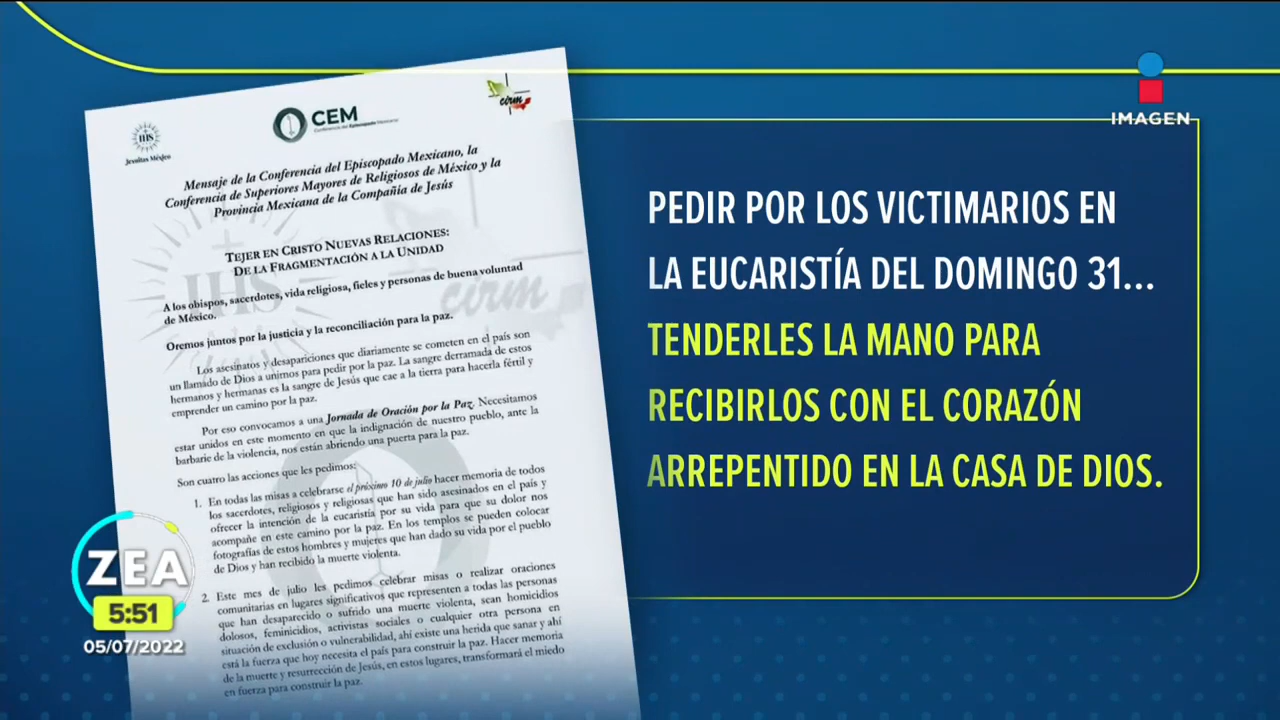 IHS
Jesuitas México
CEM
Conferencia del Episcopado Mexicano
cirm
Mensaje de la Conferencia del Episcopado Mexicano, la
Conferencia de Superiores Mayores de Religiosos de México y la
Provincia Mexicana de la Compañía de Jesús
TEJER EN CRISTO NUEVAS RELACIONES:
DE LA FRAGMENTACIÓN A LA UNIDAD
A los obispos, sacerdotes, vida religiosa, fieles y personas de buena voluntad
de México.
Oremos juntos por la justicia y la reconciliación para la paz.
Los asesinatos y desapariciones que diariamente se cometen en el país son
un llamado de Dios a unirnos para pedir por la paz. La sangre derramada de estos
hermanos y hermanas es la sangre de Jesús que cae a la tierra para hacerla fértil y
emprender un camino por la paz.
Por eso convocamos a una Jornada de Oración por la Paz. Necesitamos
estar unidos en este momento en que la indignación de nuestro pueblo, ante la
barbarie de la violencia, nos están abriendo una puerta para la paz.
Son cuatro las acciones que les pedimos:
1. En todas las misas a celebrarse el próximo 10 de julio hacer memoria de todos
los sacerdotes, religiosos y religiosas que han sido asesinados en el país y
ofrecer la intención de la eucaristía por su vida para que su dolor nos
acompañe en este camino por la paz. En los templos se pueden colocar
fotografías de estos hombres y mujeres que han dado su vida por el pueblo
de Dios y han recibido la muerte violenta.
2. Este mes de julio les pedimos celebrar misas o realizar oraciones
comunitarias en lugares significativos que representen a todas las personas
que han desaparecido o sufrido una muerte violenta, sean homicidios
dolosos, feminicidios, activistas sociales o cualquier otra persona en
situación de exclusión o vulnerabilidad, ahí existe una herida que sanar y ahí
está la fuerza que hoy necesita el país para construir la paz. Hacer memoria
de la muerte y resurrección de Jesús, en estos lugares, transformará el miedo
en fuerza para construir la paz.
IHS
cirm
IMAGEN
PEDIR POR LOS VICTIMARIOS EN
LA EUCARISTÍA DEL DOMINGO 31...
TENDERLES LA MANO PARA
RECIBIRLOS CON EL CORAZÓN
ARREPENTIDO EN LA CASA DE DIOS.
ZEA
5:51
05/07/2022